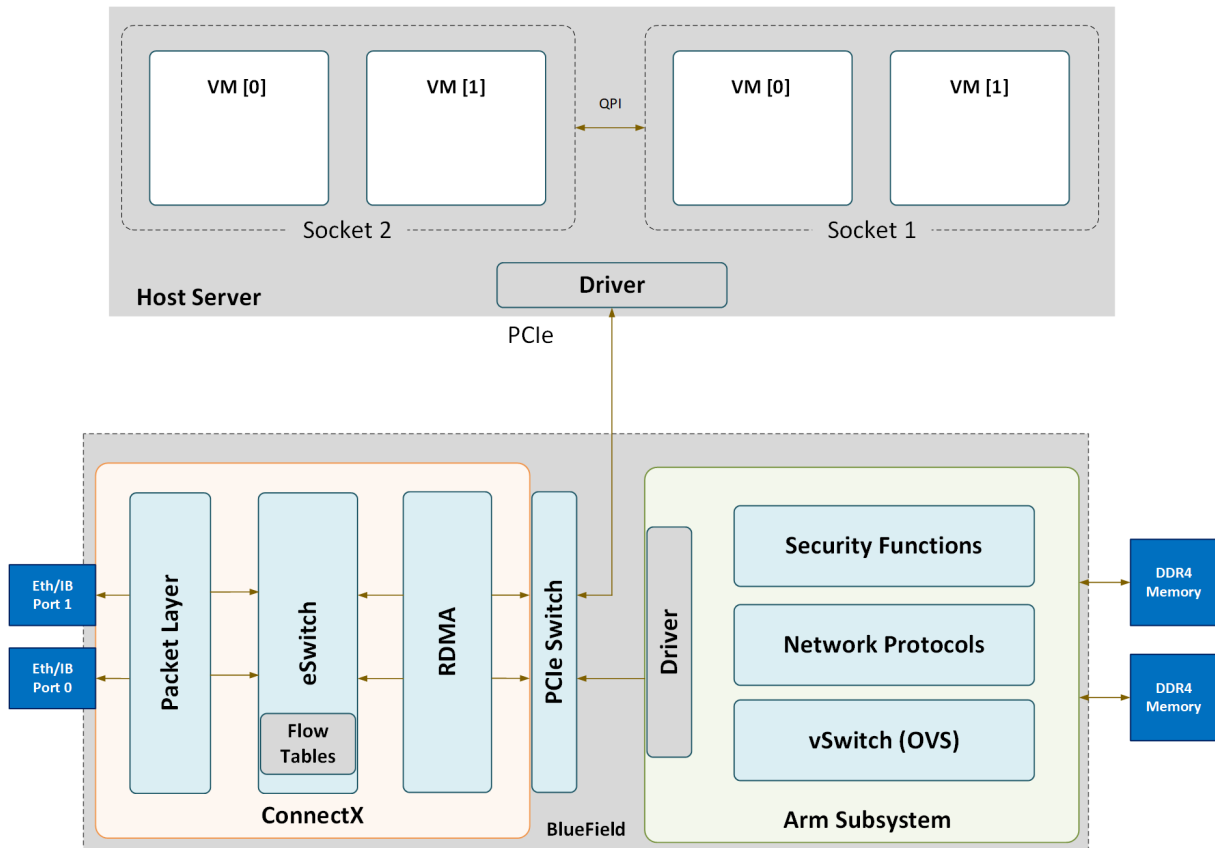 VM [0]
VM [1]
QPI
VM [0]
VM [1]
Socket 2
Socket 1
Driver
Host Server
PCIe
Eth/IB
Port 1
Eth/IB
Port 0
Packet Layer
eSwitch
Flow
Tables
RDMA
ConnectX
PCIe Switch
BlueField
Driver
Security Functions
Network Protocols
vSwitch (OVS)
Arm Subsystem
DDR4
Memory
DDR4
Memory